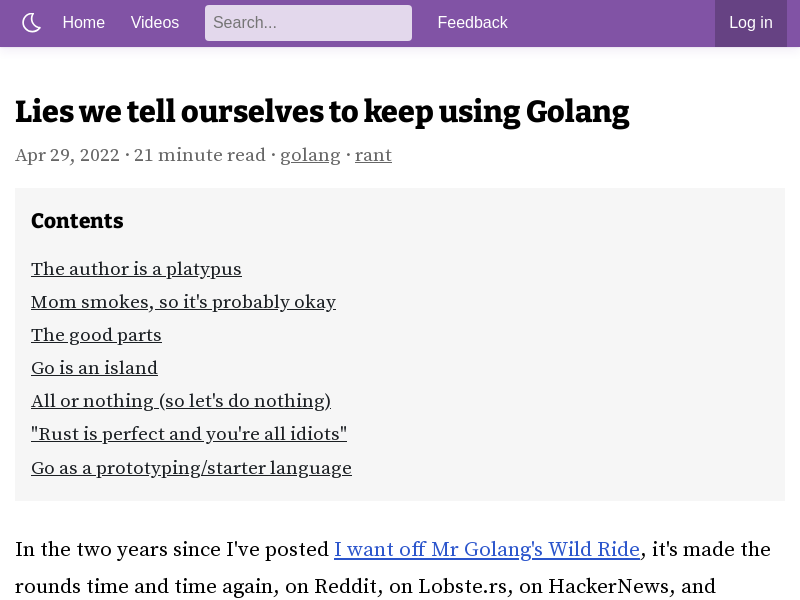 Home Videos Search... Feedback Log in
Lies we tell ourselves to keep using Golang
Apr 29, 2022 · 21 minute read · golang · rant
Contents
The author is a platypus
Mom smokes, so it's probably okay
The good parts
Go is an island
All or nothing (so let's do nothing)
"Rust is perfect and you're all idiots"
Go as a prototyping/starter language
In the two years since I've posted I want off Mr Golang's Wild Ride, it's made the
rounds time and time again, on Reddit, on Lobste.rs, on HackerNews, and